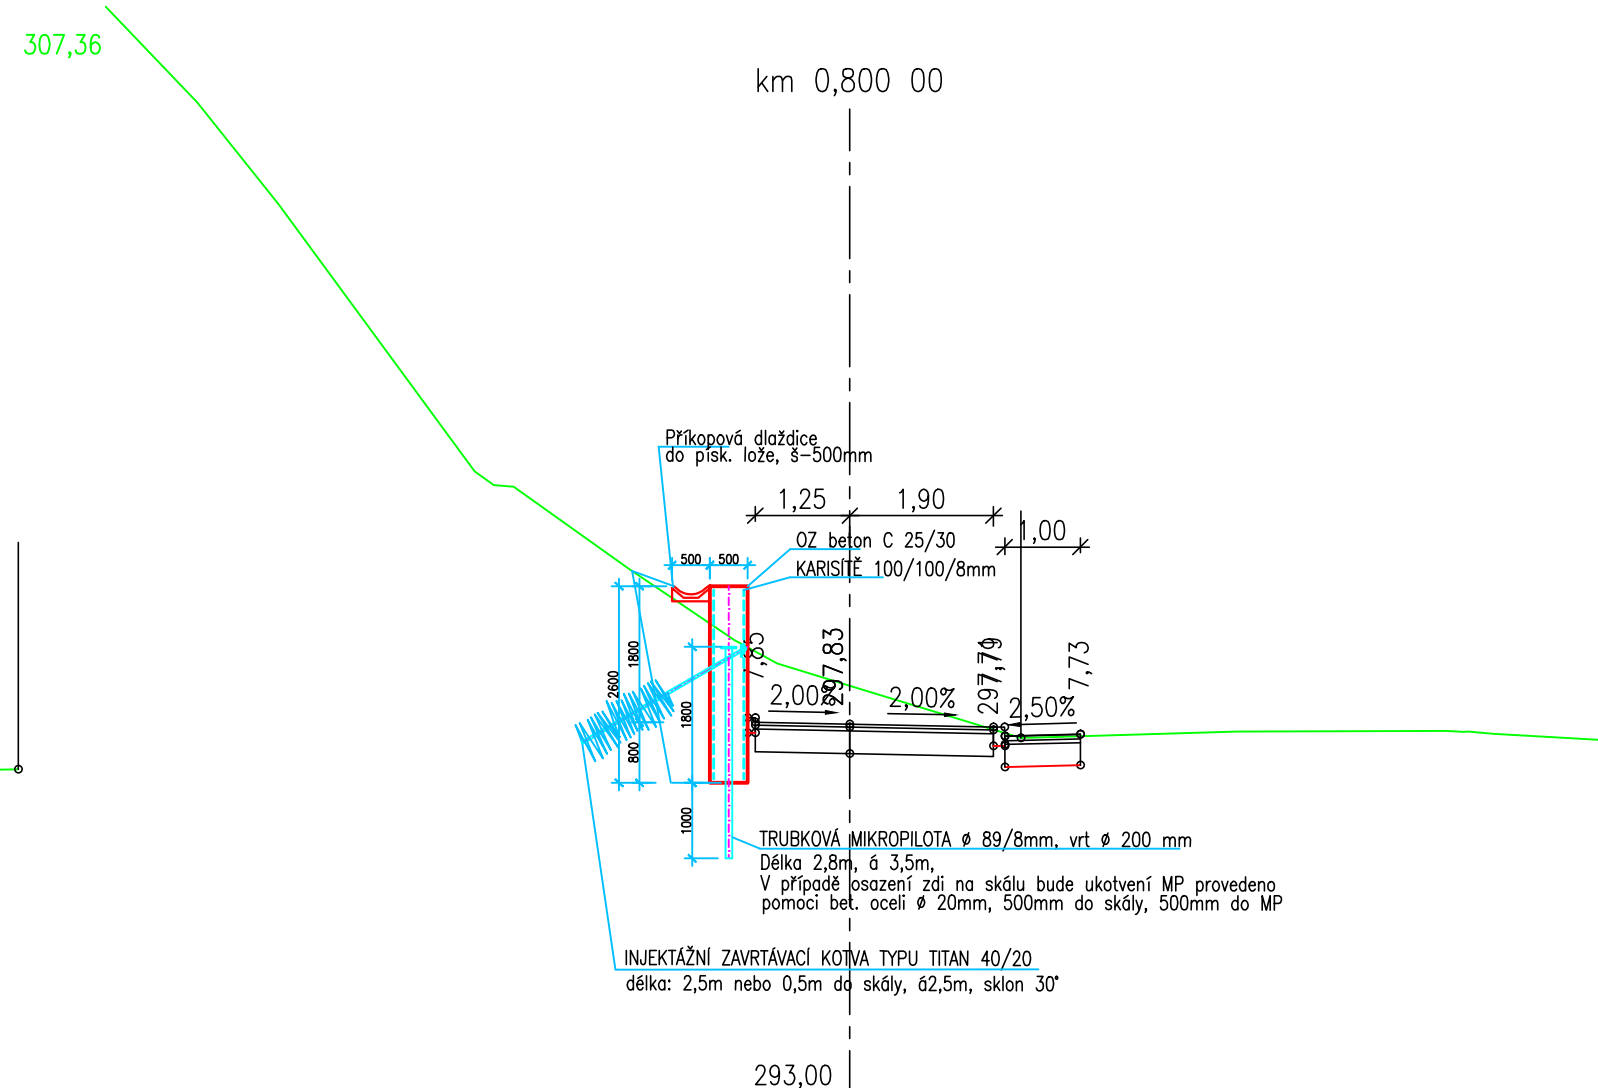 307,36
km 0,800 00
Příkopová dlaždice
do písk. lože, š-500mm
1,25
1,90
1,00
OZ beton C 25/30
KARISÍTĚ 100/100/8mm
500
500
2600
1800
800
1800
1000
297,83
297,79
7,73
2,00%
2,00%
2,50%
TRUBKOVÁ MIKROPILOTA ø 89/8mm, vrt ø 200 mm
Délka 2,8m, á 3,5m,
V případě osazení zdi na skálu bude ukotvení MP provedeno
pomoci bet. oceli ø 20mm, 500mm do skály, 500mm do MP
INJEKTÁŽNÍ ZAVRTÁVACÍ KOTVA TYPU TITAN 40/20
délka: 2,5m nebo 0,5m do skály, á2,5m, sklon 30°
293,00